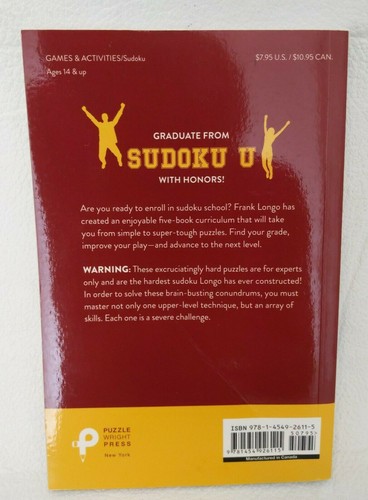 GAMES & ACTIVITIES/Sudoku
Ages 14 & up
$7.95 U.S. / $10.95 CAN.
GRADUATE FROM
SUDOKU U
WITH HONORS!
Are you ready to enroll in sudoku school? Frank Longo has
created an enjoyable five-book curriculum that will take
you from simple to super-tough puzzles. Find your grade,
improve your play—and advance to the next level.
WARNING: These excruciatingly hard puzzles are for experts
only and are the hardest sudoku Longo has ever constructed!
In order to solve these brain-busting conundrums, you must
master not only one upper-level technique, but an array of
skills. Each one is a severe challenge.
PUZZLE
WRIGHT
PRESS
New York
ISBN 978-1-4549-2611-5
50795
9 781454 926115
Manufactured in Canada